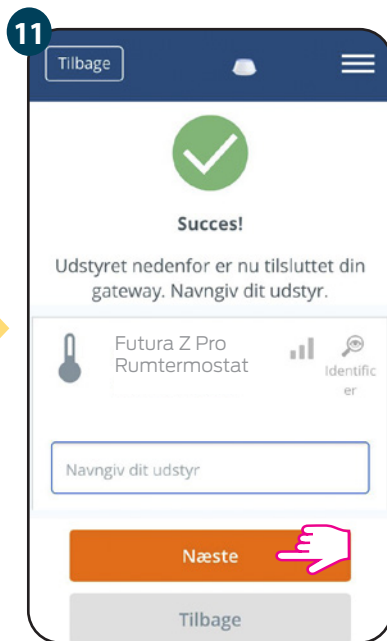 11
Tilbage
Succes!
Udstyret nedenfor er nu tilsluttet din
gateway. Navngiv dit udstyr.
Futura Z Pro
Rumtermostat
Identific
er
Navngiv dit udstyr
Næste
Tilbage